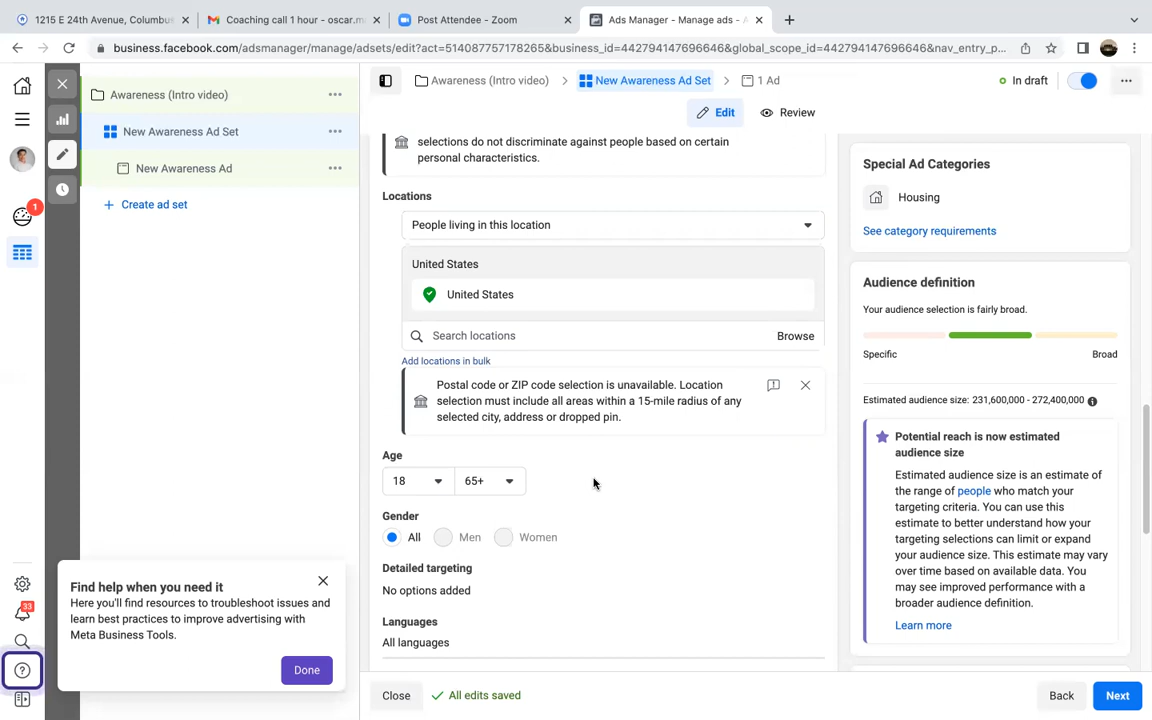 1215 E 24th Avenue, Columbu
Coaching call 1 hour - oscar.m
Post Attendee - Zoom
Ads Manager - Manage ads - A
business.facebook.com/adsmanager/manage/adsets/edit?act=514087757178265&business_id=442794147696646&global_scope_id=442794147696646&nav_entry_p...
Awareness (Intro video)
New Awareness Ad Set
New Awareness Ad
Create ad set
1
33
Find help when you need it
Here you'll find resources to troubleshoot issues and
learn best practices to improve advertising with
Meta Business Tools.
Done
Awareness (Intro video)
New Awareness Ad Set
1 Ad
In draft
Edit
Review
selections do not discriminate against people based on certain
personal characteristics.
Locations
People living in this location
United States
United States
Search locations
Browse
Add locations in bulk
Postal code or ZIP code selection is unavailable. Location
selection must include all areas within a 15-mile radius of any
selected city, address or dropped pin.
Age
18
65+
Gender
All
Men
Women
Detailed targeting
No options added
Languages
All languages
Special Ad Categories
Housing
See category requirements
Audience definition
Your audience selection is fairly broad.
Specific
Broad
Estimated audience size: 231,600,000 - 272,400,000
Potential reach is now estimated
audience size
Estimated audience size is an estimate of
the range of people who match your
targeting criteria. You can use this
estimate to better understand how your
targeting selections can limit or expand
your audience size. This estimate may vary
over time based on available data. You
may see improved performance with a
broader audience definition.
Learn more
Close
All edits saved
Back
Next